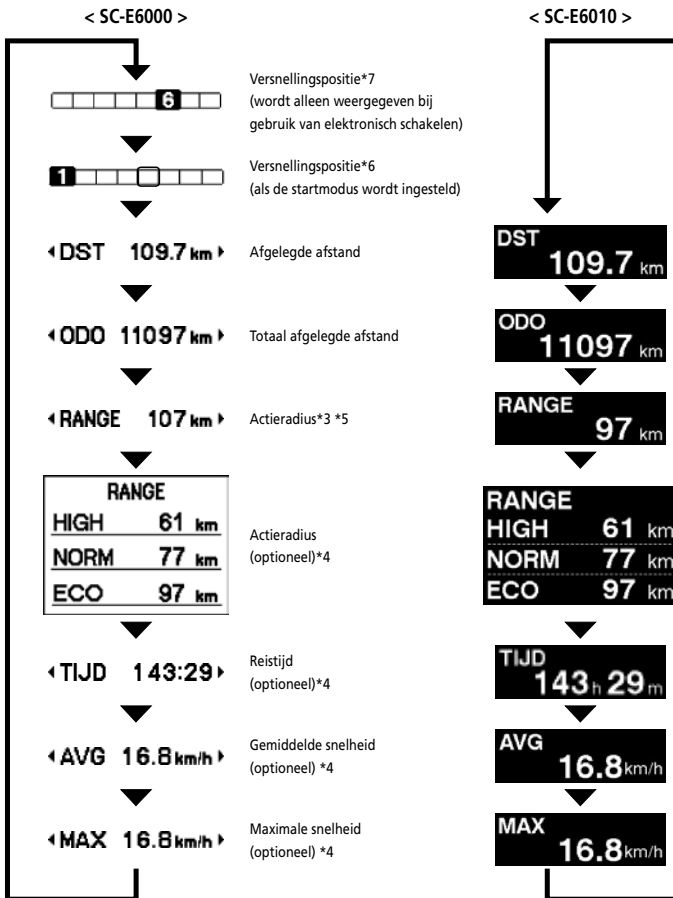 < SC-E6000 >
< SC-E6010 >
6
Versnellingspositie*7
(wordt alleen weergegeven bij
gebruik van elektronisch schakelen)
1
Versnellingspositie*6
(als de startmodus wordt ingesteld)
DST 109.7 km
Afgelegde afstand
DST
109.7 km
ODO 11097 km
Totaal afgelegde afstand
ODO
11097 km
RANGE 107 km
Actieradius*3 *5
RANGE
97 km
RANGE
HIGH 61 km
NORM 77 km
ECO 97 km
Actieradius
(optioneel)*4
RANGE
HIGH 61 km
NORM 77 km
ECO 97 km
TIJD 143:29
Reistijd
(optioneel)*4
TIJD
143 h 29 m
AVG 16.8 km/h
Gemiddelde snelheid
(optioneel) *4
AVG
16.8 km/h
MAX 16.8 km/h
Maximale snelheid
(optioneel) *4
MAX
16.8 km/h